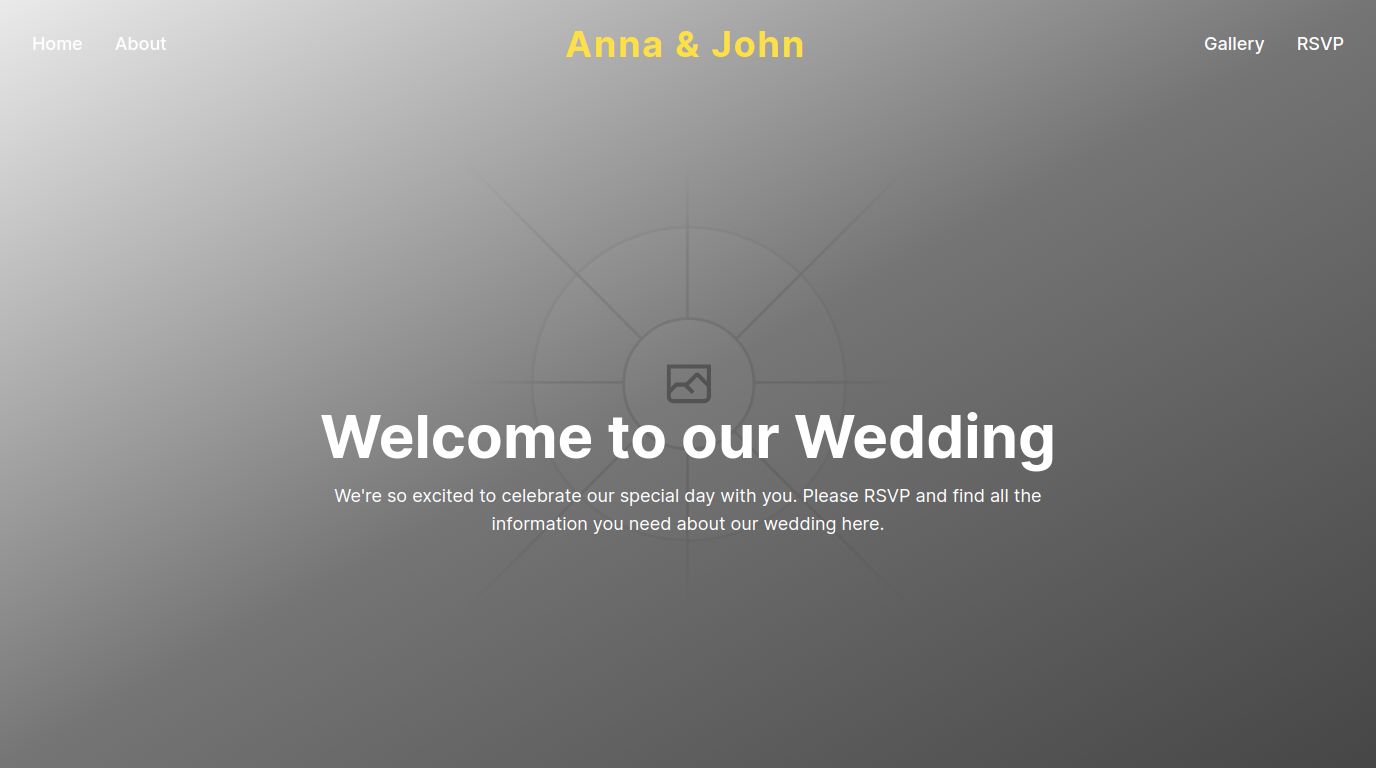 Home About Anna & John Gallery RSVP
Welcome to our Wedding
We're so excited to celebrate our special day with you. Please RSVP and find all the
information you need about our wedding here.